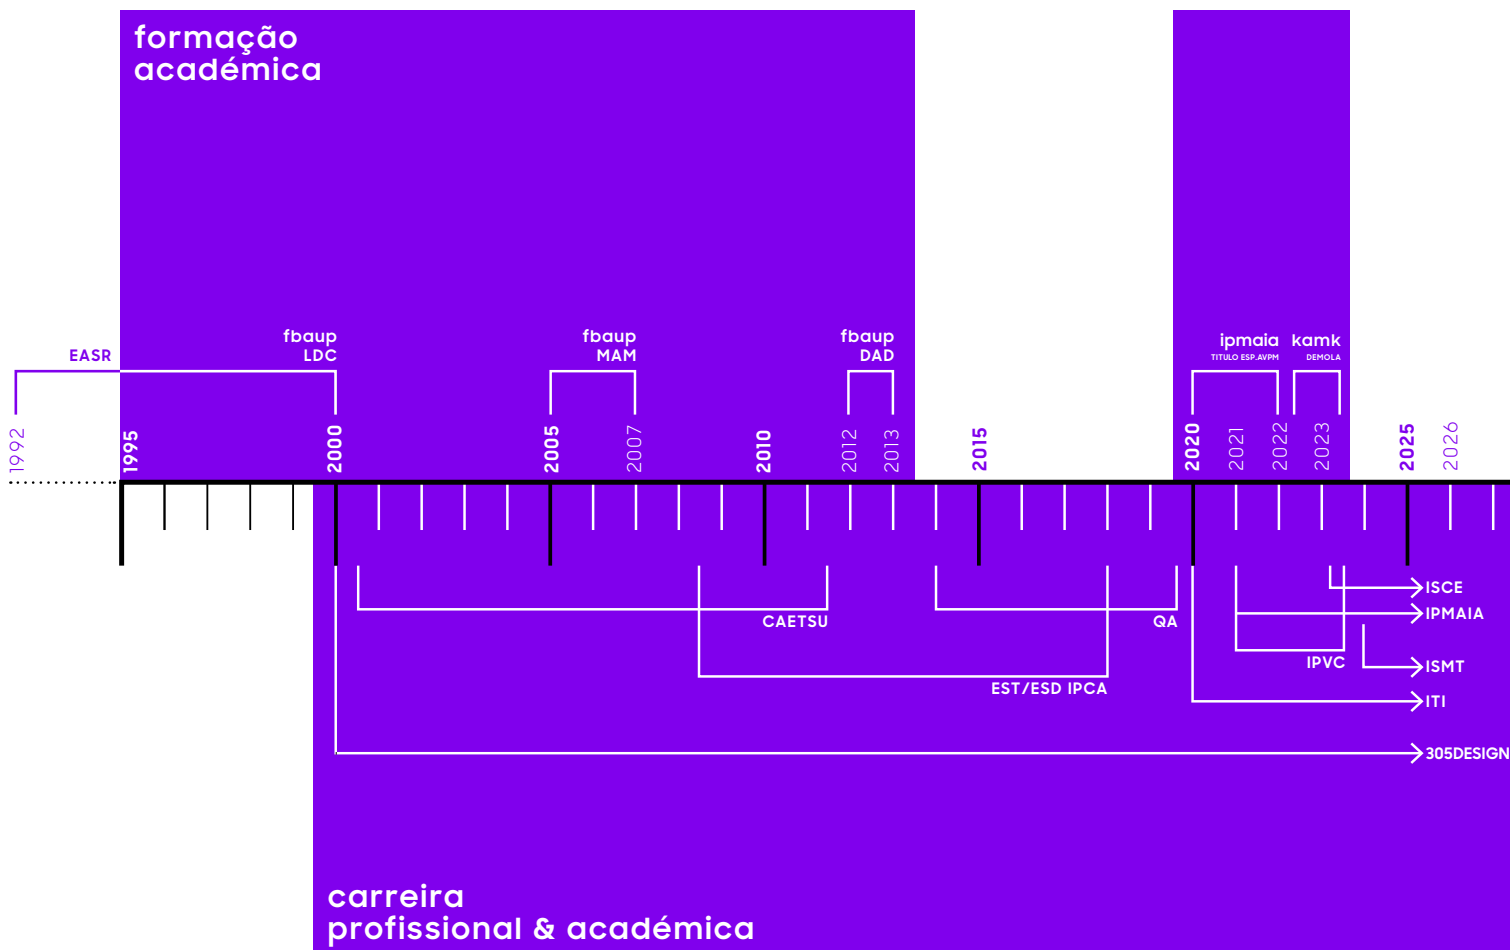 formação
académica
EASR
fbaup
LDC
fbaup
MAM
fbaup
DAD
ipmaia
TITULO ESP.AVPM
kamk
DEMOLA
1992
1995
2000
2005
2007
2010
2012
2013
2015
2020
2021
2022
2023
2025
2026
ISCE
IPMAIA
CAETSU
QA
IPVC
ISMT
EST/ESD IPCA
ITI
305DESIGN
carreira
profissional & académica